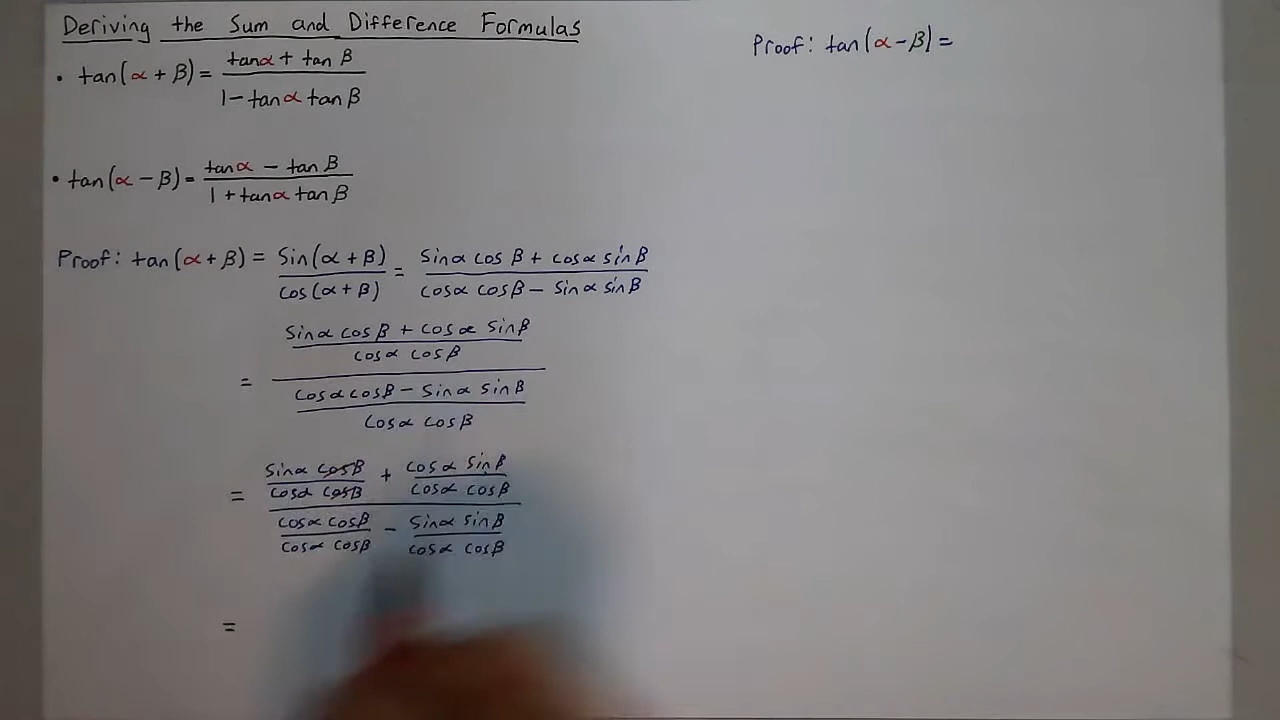 Deriving the Sum and Difference Formulas
• tan(α + β) = tanα + tan β / 1 - tanα tan β
• tan(α - β) = tanα - tan β / 1 + tanα tan β
Proof: tan(α + β) = Sin(α + β) / cos(α + β) = Sinα cos β + cosα sinβ / cosα cosβ - Sinα sinβ
= Sinα cosβ + cosα sinβ / cosα cosβ / cosα cosβ - Sinα sinβ / cosα cosβ
= sinα cosβ / cosα cosβ + cosα sinβ / cosα cosβ / cosα cosβ / cosα cosβ - Sinα sinβ / cosα cosβ
=
Proof: tan(α - β) =